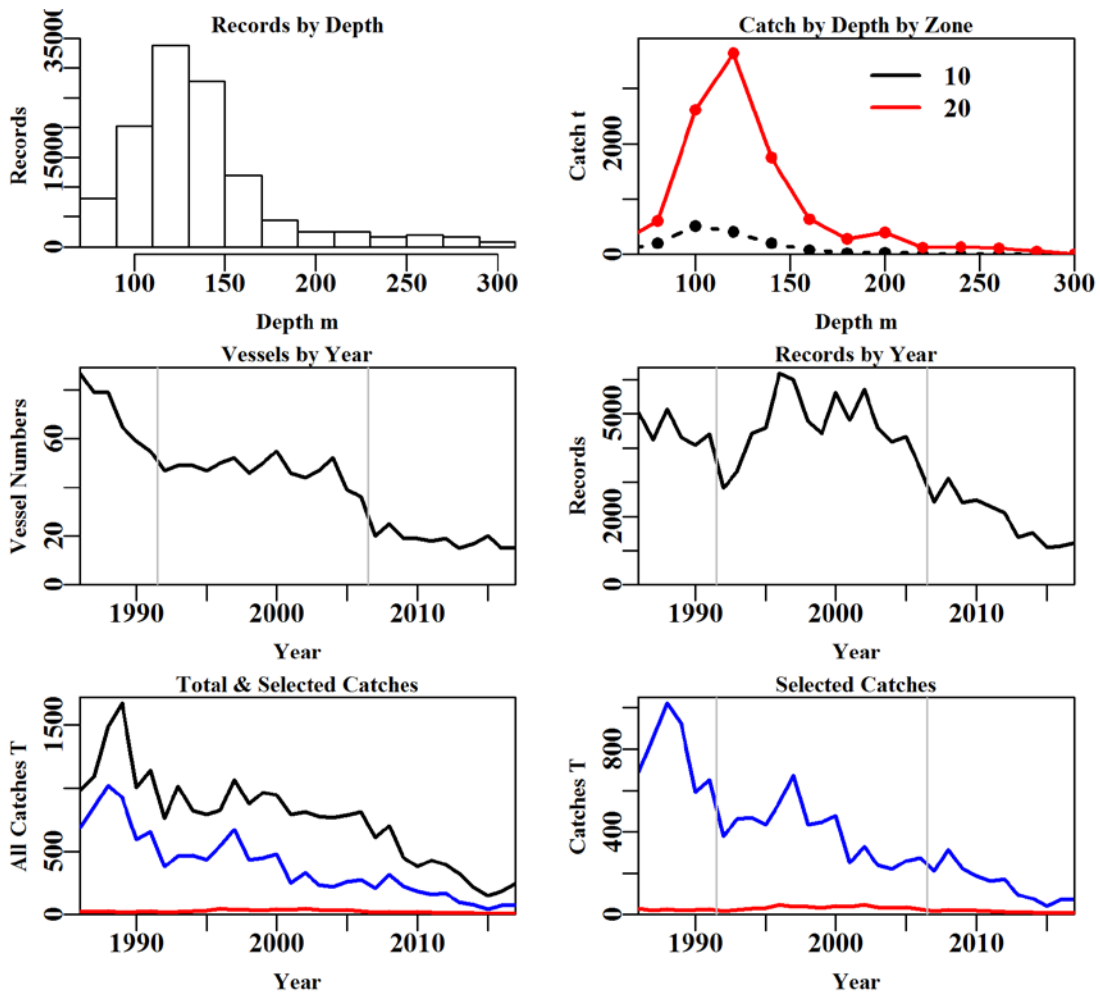 Records by Depth
Records
0 15000 35000
100 150 200 250 300
Depth m
Catch by Depth by Zone
Catch t
0 2000
10
20
100 150 200 250 300
Depth m
Vessels by Year
Vessel Numbers
0 20 60
1990 2000 2010
Year
Records by Year
Records
0 2000 5000
1990 2000 2010
Year
Total & Selected Catches
All Catches T
0 500 1500
1990 2000 2010
Year
Selected Catches
Catches T
0 400 800
1990 2000 2010
Year